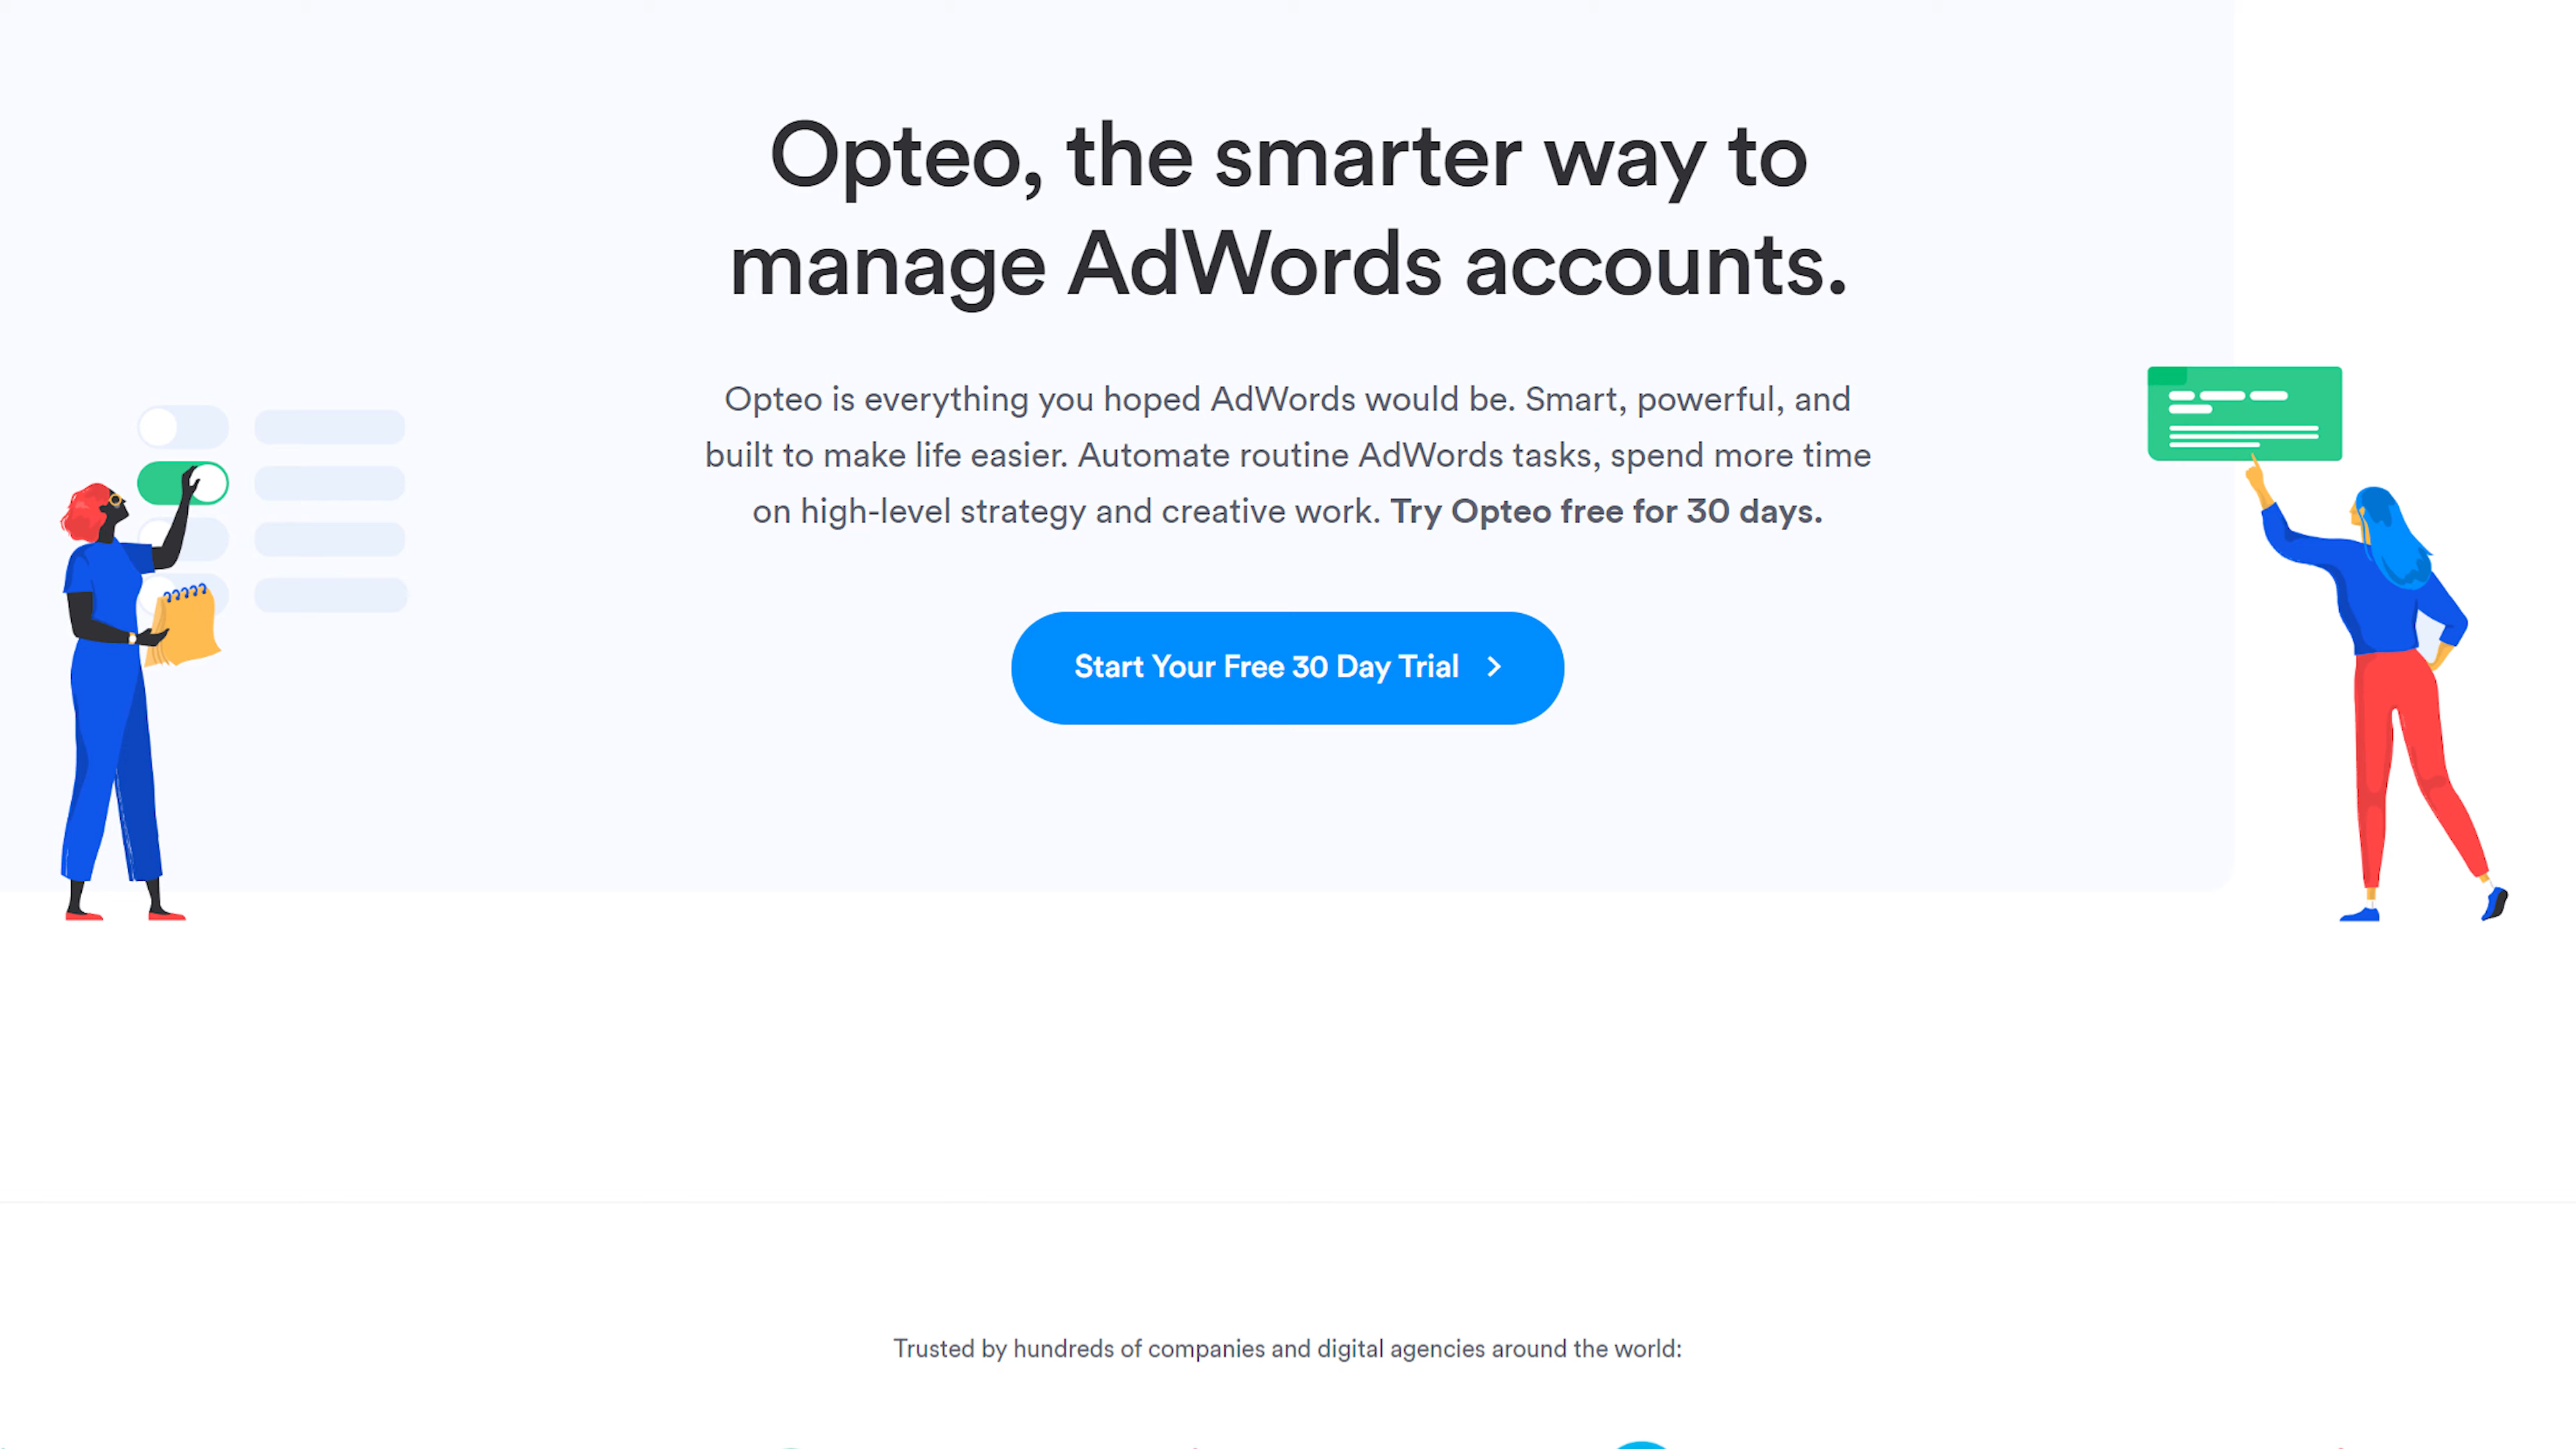 Opteo, the smarter way to
manage AdWords accounts.
Opteo is everything you hoped AdWords would be. Smart, powerful, and
built to make life easier. Automate routine AdWords tasks, spend more time
on high-level strategy and creative work. Try Opteo free for 30 days.
Start Your Free 30 Day Trial
Trusted by hundreds of companies and digital agencies around the world: